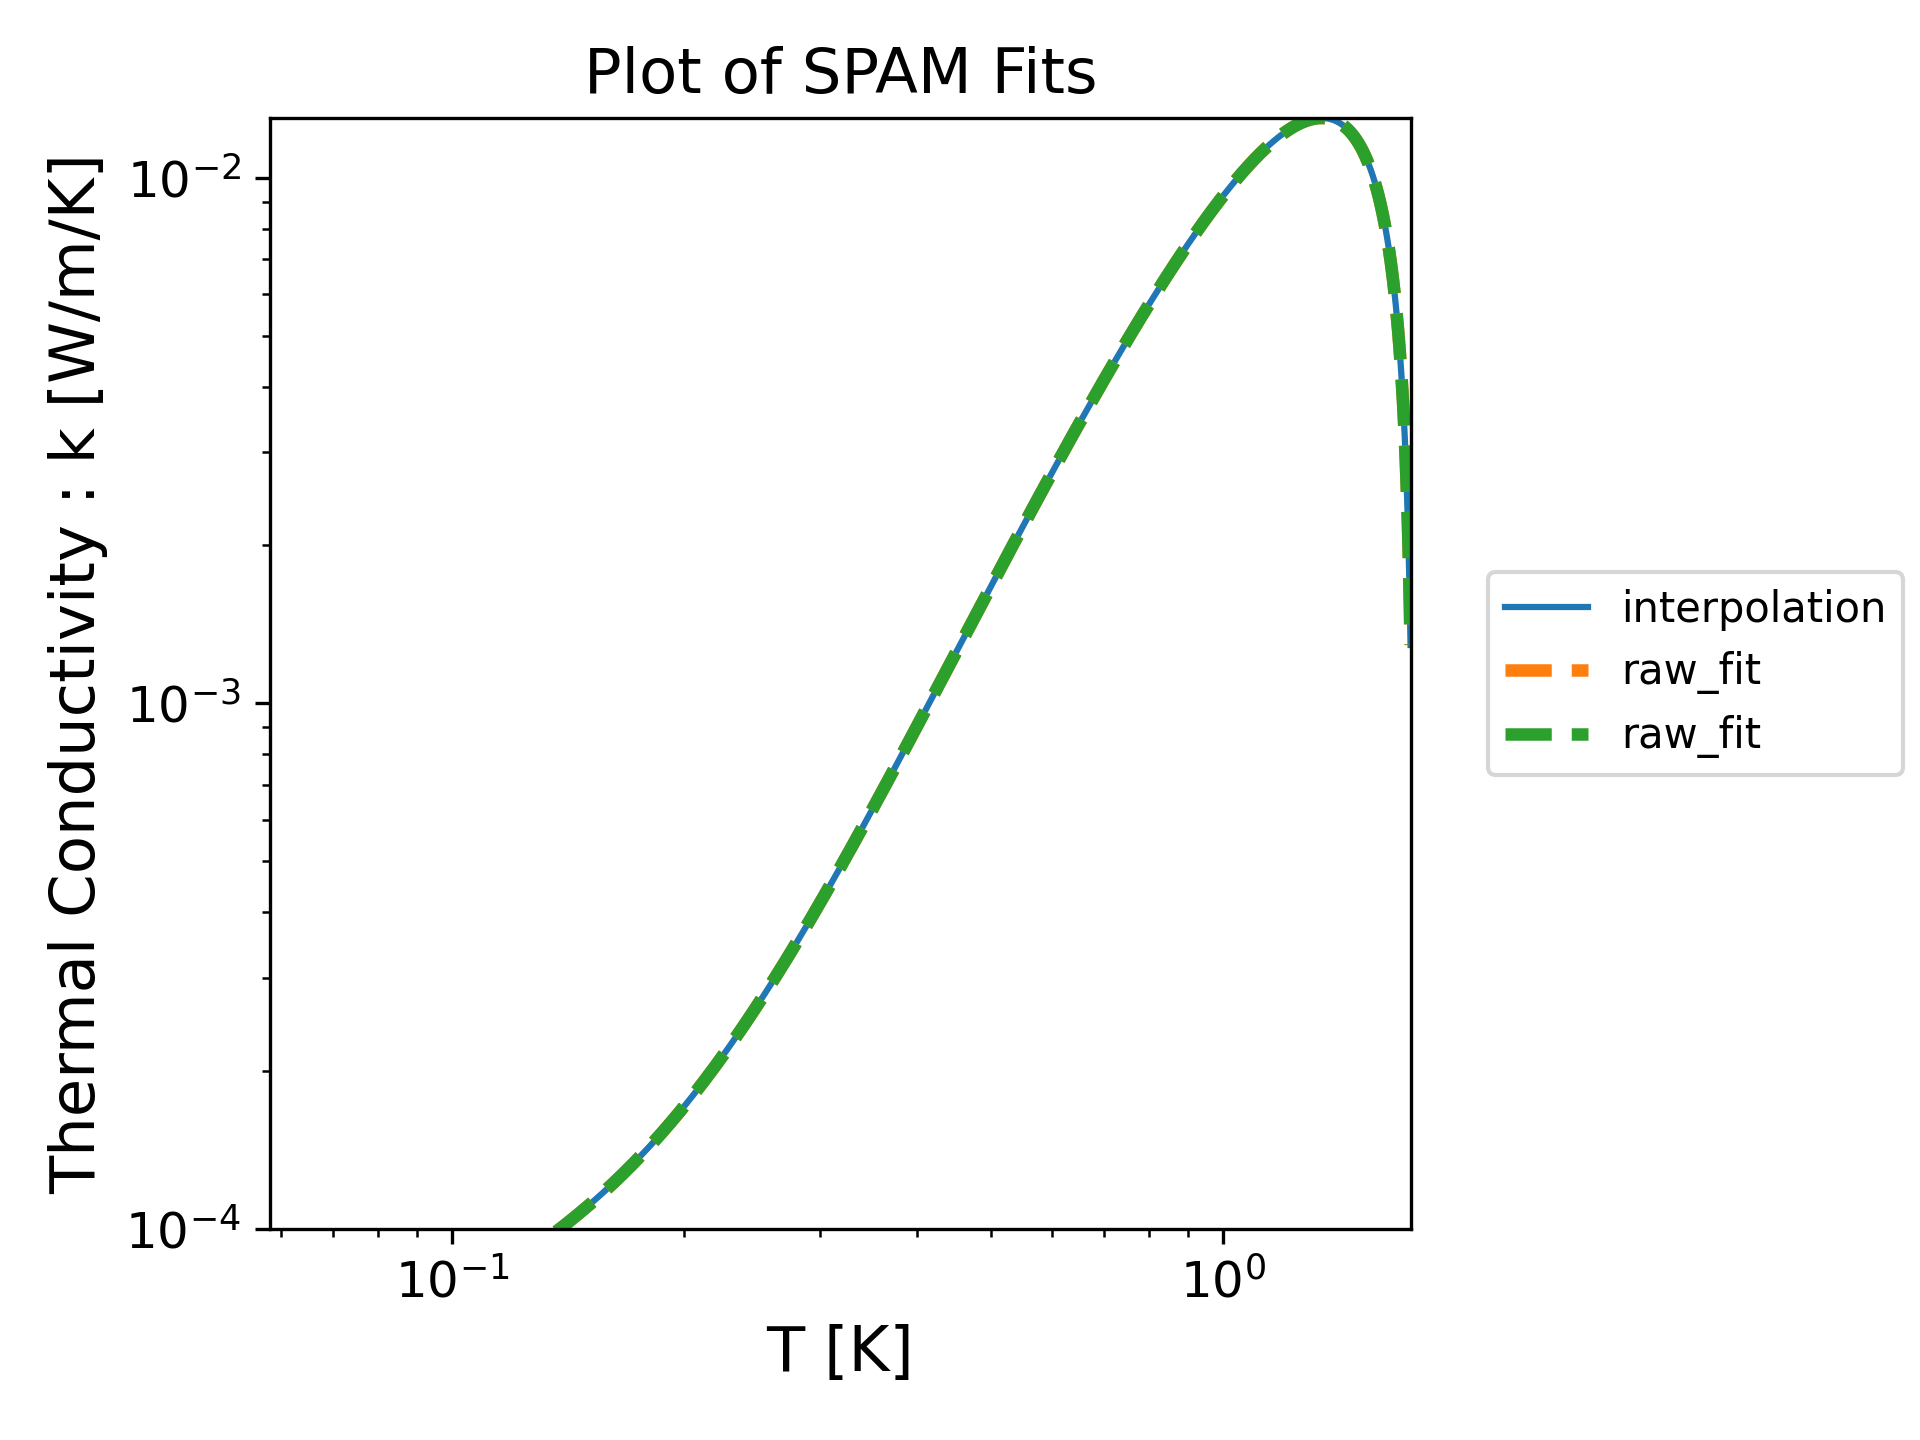 Plot of SPAM Fits
Thermal Conductivity : k [W/m/K]
10⁻²
10⁻³
10⁻⁴
10⁻¹
10⁰
T [K]
interpolation
raw_fit
raw_fit